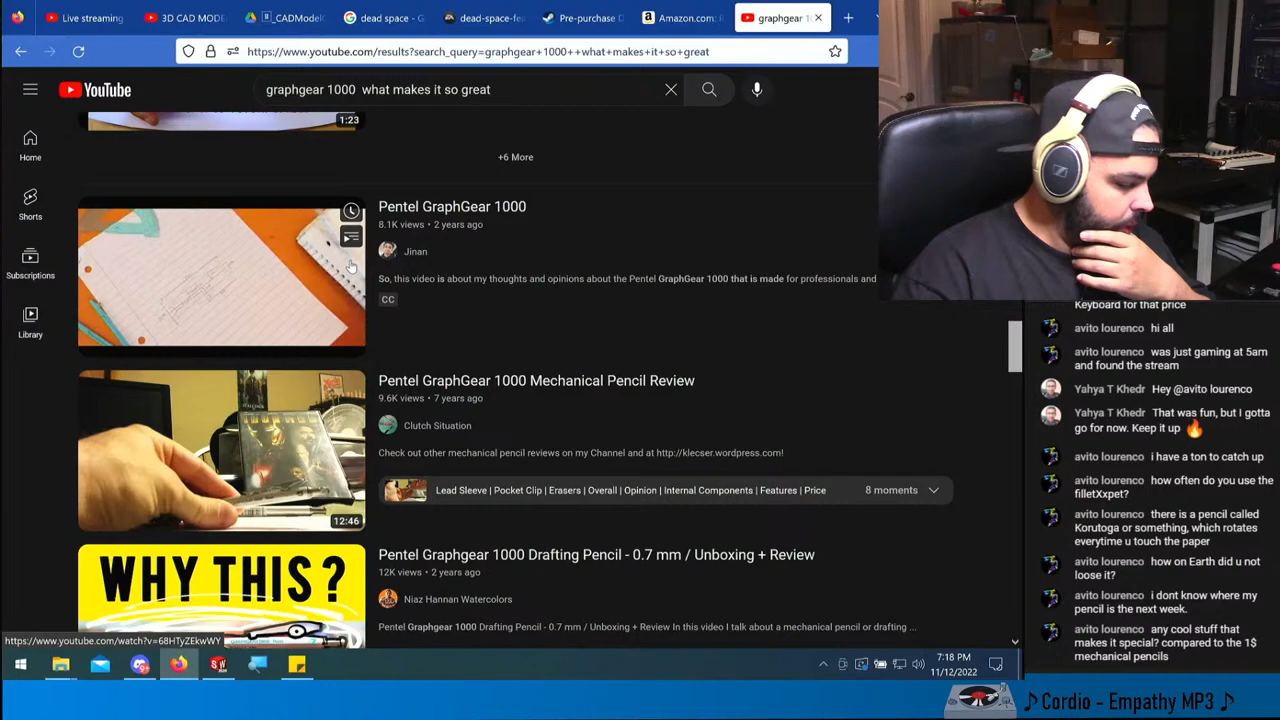 Live streaming
3D CAD MODE
_CADModelC
dead space - G
dead-space-fea
Pre-purchase D
Amazon.com: R
graphgear 1
https://www.youtube.com/results?search_query=graphgear+1000++what+makes+it+so+great
YouTube
graphgear 1000  what makes it so great
Home
Shorts
Subscriptions
Library
1:23
+6 More
Pentel GraphGear 1000
8.1K views • 2 years ago
Jinan
So, this video is about my thoughts and opinions about the Pentel GraphGear 1000 that is made for professionals and
CC
Pentel GraphGear 1000 Mechanical Pencil Review
9.6K views • 7 years ago
Clutch Situation
Check out other mechanical pencil reviews on my Channel and at http://klecser.wordpress.com!
Lead Sleeve | Pocket Clip | Erasers | Overall | Opinion | Internal Components | Features | Price
8 moments
12:46
WHY THIS?
Pentel Graphgear 1000 Drafting Pencil - 0.7 mm / Unboxing + Review
12K views • 2 years ago
Niaz Hannan Watercolors
Pentel Graphgear 1000 Drafting Pencil - 0.7 mm / Unboxing + Review In this video I talk about a mechanical pencil or drafting ...
https://www.youtube.com/watch?v=68HTyZEkwWY
Keyboard for that price
avito lourenco hi all
avito lourenco was just gaming at 5am
and found the stream
Yahya T Khedr Hey @avito lourenco
Yahya T Khedr That was fun, but I gotta
go for now. Keep it up 🔥
avito lourenco i have a ton to catch up
avito lourenco how often do you use the
filletXxpet?
avito lourenco there is a pencil called
Korutoga or something, which rotates
everytime u touch the paper
avito lourenco how on Earth did u not
loose it?
avito lourenco i dont know where my
pencil is the next week.
avito lourenco any cool stuff that
makes it special? compared to the 1$
mechanical pencils
7:18 PM
11/12/2022
♪ Cordio - Empathy MP3 ♪